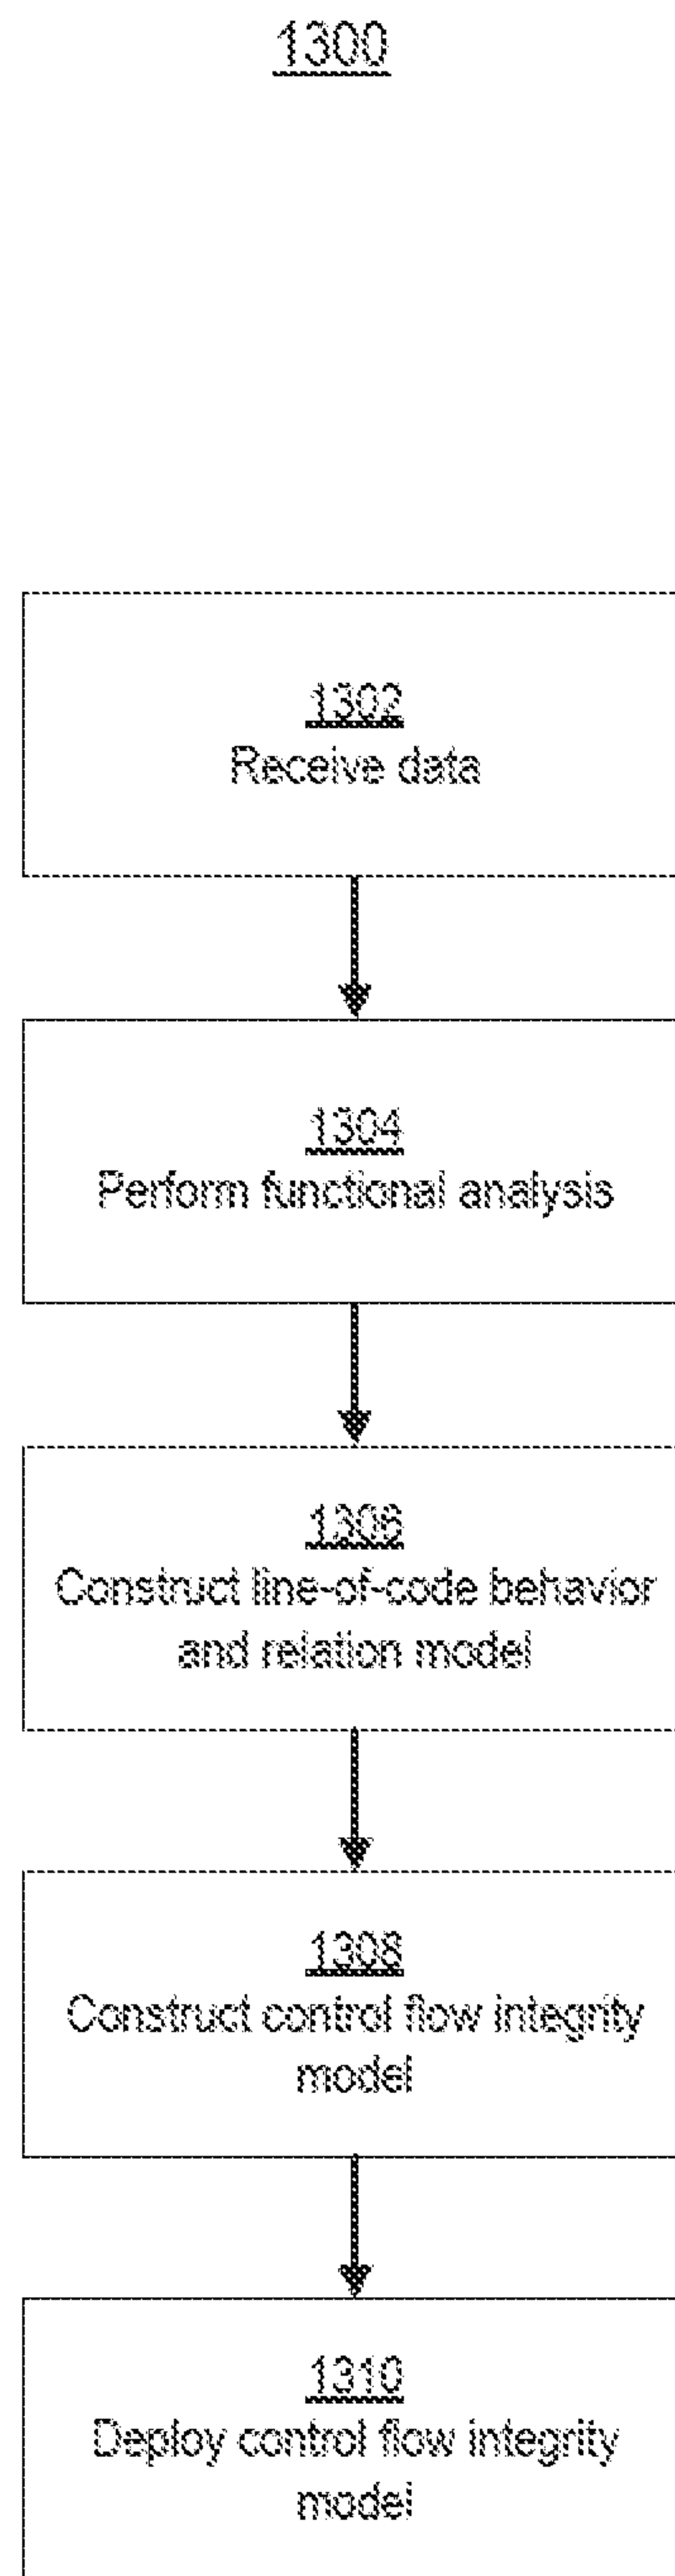 1300
1302
Receive data
1304
Perform functional analysis
1306
Construct line-of-code behavior
and relation model
1308
Construct control flow integrity
model
1310
Deploy control flow integrity
model